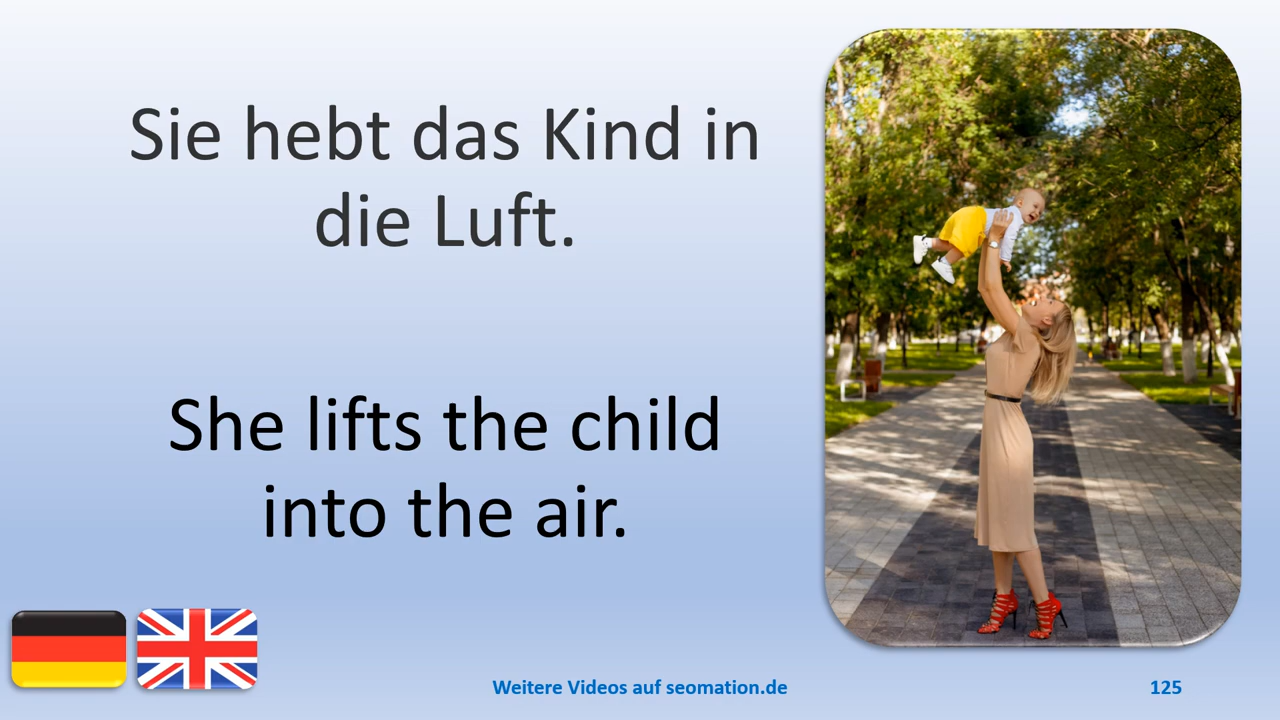 Sie hebt das Kind in
die Luft.
She lifts the child
into the air.
Weitere Videos auf seomation.de
125